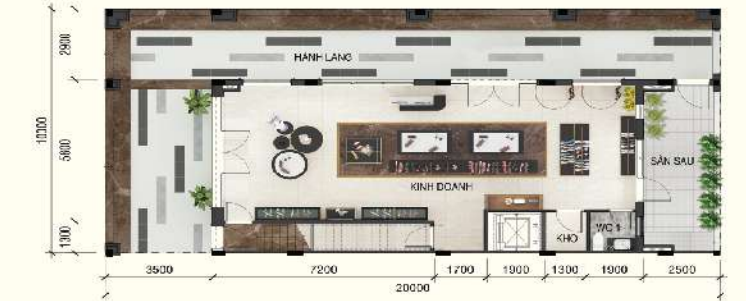 HÀNH LANG
KINH DOANH
SÂN SAU
KHO
WC 1
2900
5800
1300
10000
3500
7200
1700
1900
1300
1900
2500
20000